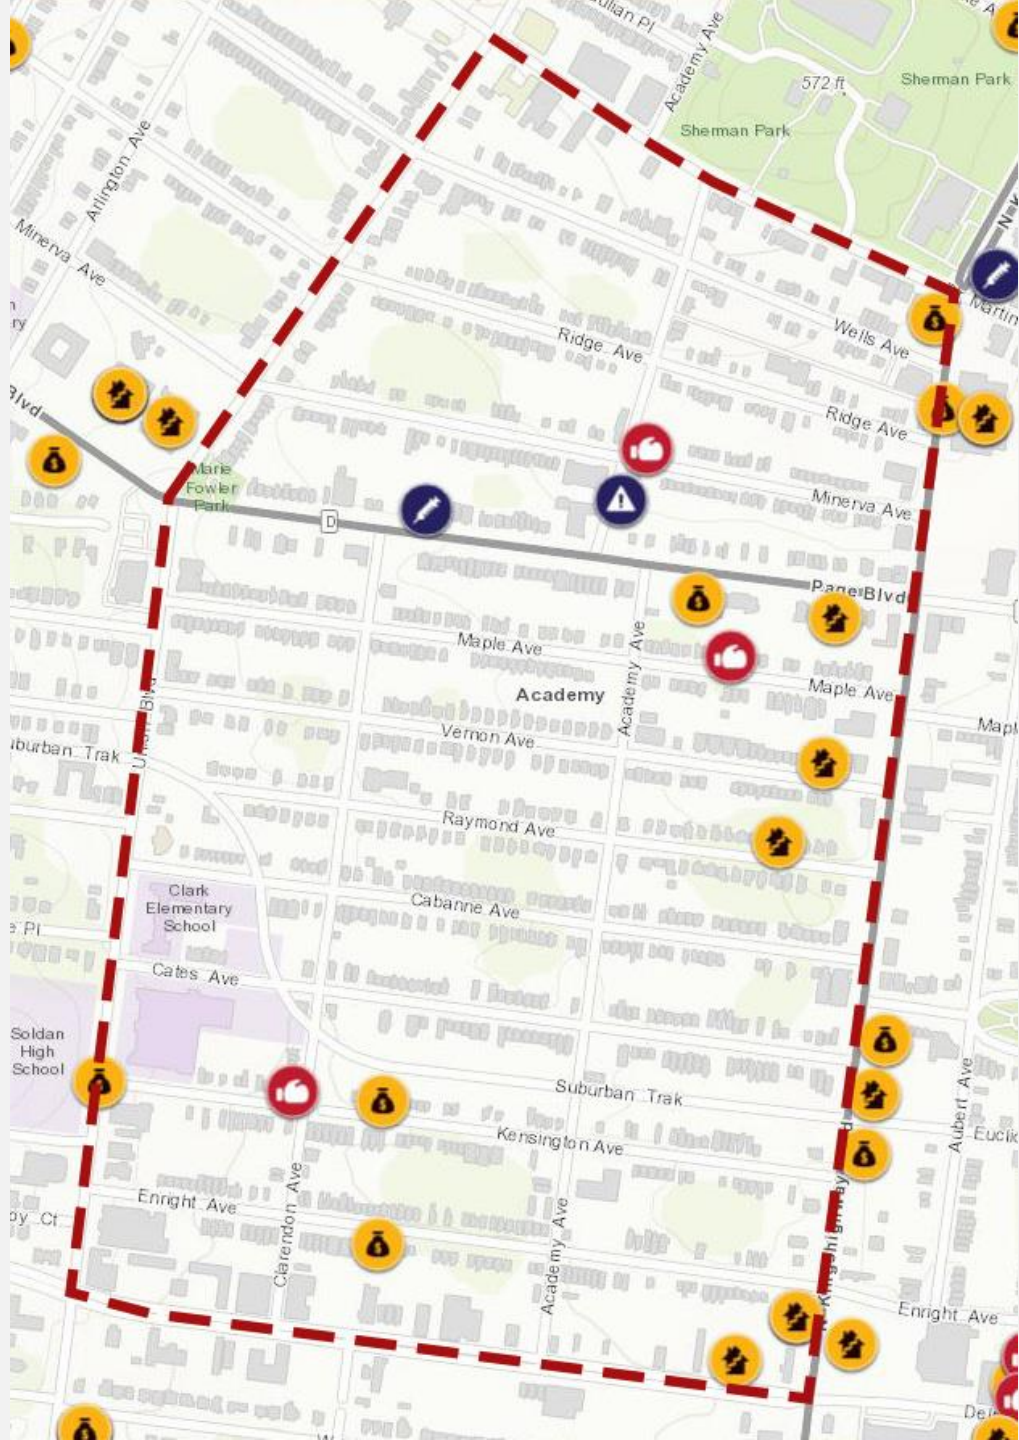 Academy Ave
572 ft
Sherman Park
Sherman Park
Arlington Ave
Minerva Ave
Martin
Wells Ave
Ridge Ave
Ridge Ave
Blvd
Marie
Fowler
Park
D
Minerva Ave
Page Blvd
Maple Ave
Academy Ave
Maple Ave
Academy
Vernon Ave
Union Blvd
Raymond Ave
Clark
Elementary
School
Cabanne Ave
Cates Ave
Soldan
High
School
Suburban Trak
Kensington Ave
Aubert Ave
Enright Ave
Clarendon Ave
Academy Ave
N Kingshighway
Enright Ave